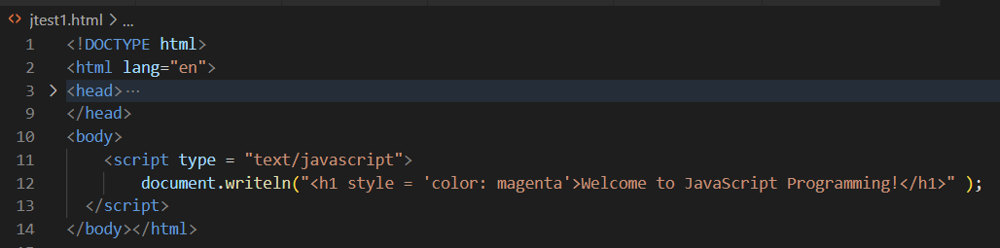 <> jtest1.html > ...
1 <!DOCTYPE html>
2 <html lang="en">
3 > <head>···
9 </head>
10 <body>
11 <script type = "text/javascript">
12 document.writeln("<h1 style = 'color: magenta'>Welcome to JavaScript Programming!</h1>" );
13 </script>
14 </body></html>